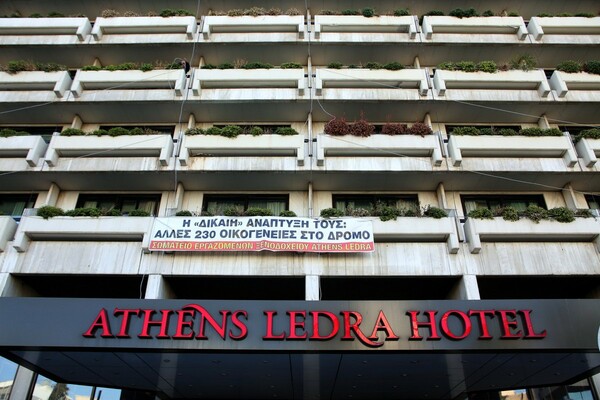 Η «ΔΙΚΑΙΗ» ΑΝΑΠΤΥΞΗ ΤΟΥΣ:
ΑΛΛΕΣ 230 ΟΙΚΟΓΕΝΕΙΕΣ ΣΤΟ ΔΡΟΜΟ
ΣΩΜΑΤΕΙΟ ΕΡΓΑΖΟΜΕΝΩΝ ΞΕΝΟΔΟΧΕΙΟΥ ATHENS LEDRA
ATHENS LEDRA HOTEL